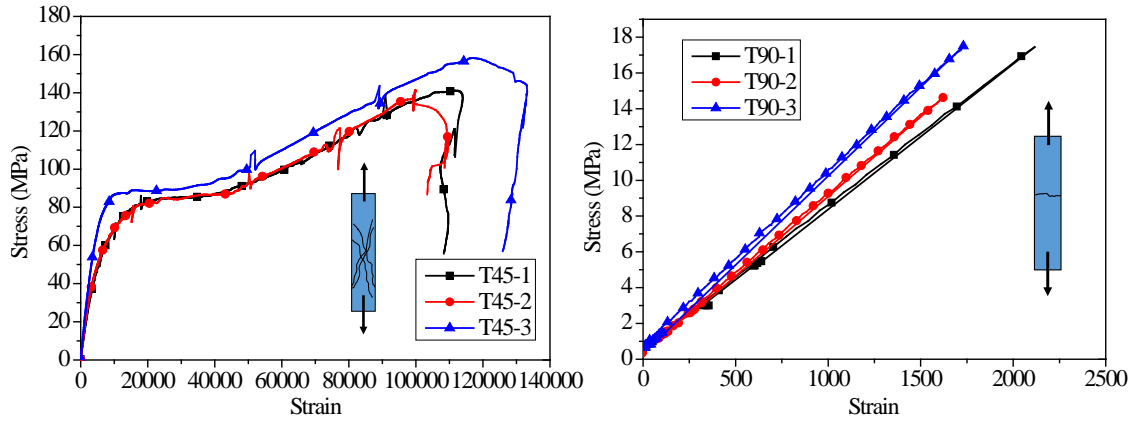 180
160
140
120
100
80
60
40
20
0
Stress (MPa)
0 20000 40000 60000 80000 100000 120000 140000
Strain
T45-1
T45-2
T45-3
18
16
14
12
10
8
6
4
2
0
Stress (MPa)
0 500 1000 1500 2000 2500
Strain
T90-1
T90-2
T90-3